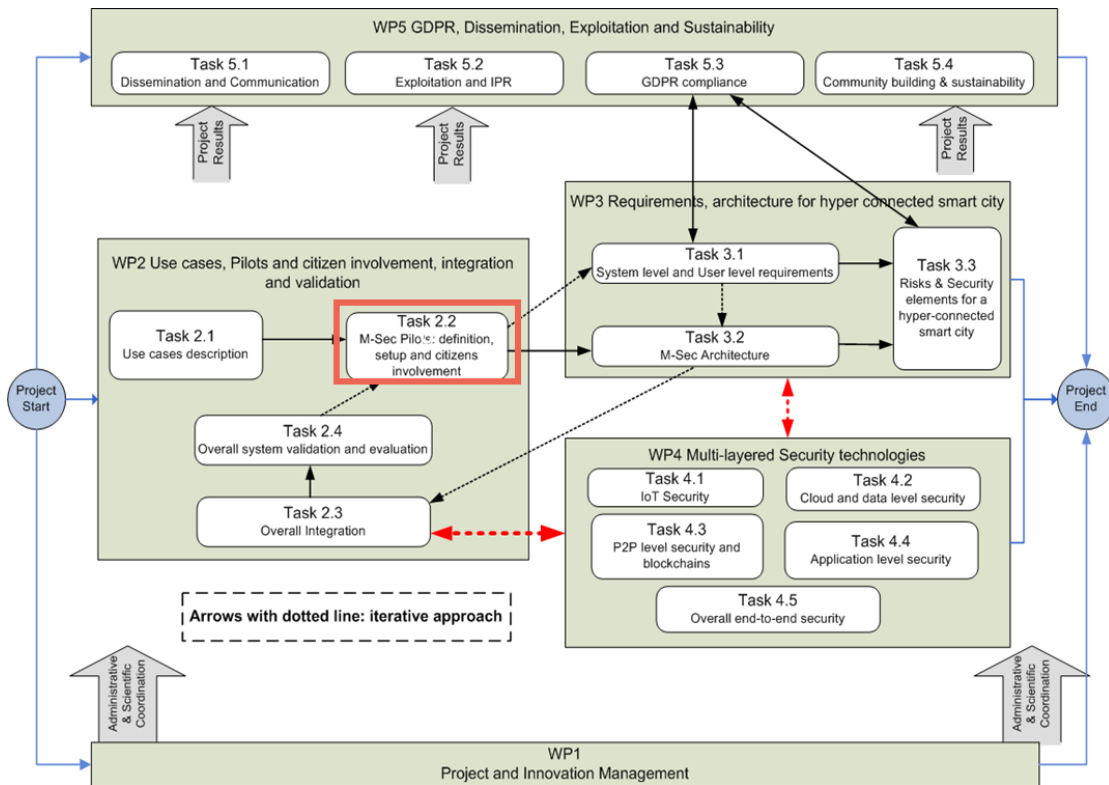 WP5 GDPR, Dissemination, Exploitation and Sustainability
Task 5.1
Dissemination and Communication
Task 5.2
Exploitation and IPR
Task 5.3
GDPR compliance
Task 5.4
Community building & sustainability
Project
Results
Project
Results
Project
Results
WP3 Requirements, architecture for hyper connected smart city
Task 3.1
System level and User level requirements
Task 3.2
M-Sec Architecture
Task 3.3
Risks & Security
elements for a
hyper-connected
smart city
WP2 Use cases, Pilots and citizen involvement, integration
and validation
Task 2.1
Use cases description
Task 2.2
M-Sec definition,
setup and citizens
involvement
Task 2.4
Overall system validation and evaluation
Task 2.3
Overall Integration
Project
Start
Project
End
WP4 Multi-layered Security technologies
Task 4.1
IoT Security
Task 4.2
Cloud and data level security
Task 4.3
P2P level security and
blockchains
Task 4.4
Application level security
Task 4.5
Overall end-to-end security
Arrows with dotted line: iterative approach
Administrative
& Scientific
Coordination
Administrative
& Scientific
Coordination
WP1
Project and Innovation Management